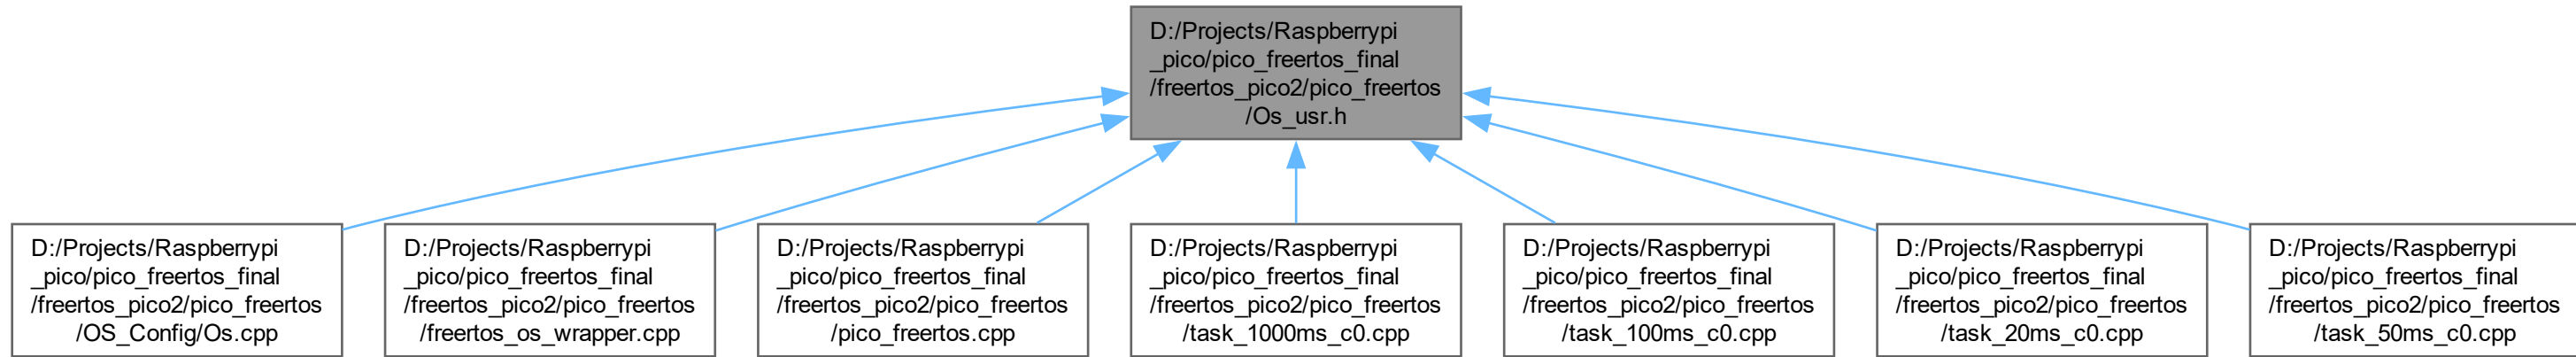 D:/Projects/Raspberrypi
_pico/pico_freertos_final
/freertos_pico2/pico_freertos
/Os_usr.h
D:/Projects/Raspberrypi
_pico/pico_freertos_final
/freertos_pico2/pico_freertos
/OS_Config/Os.cpp
D:/Projects/Raspberrypi
_pico/pico_freertos_final
/freertos_pico2/pico_freertos
/freertos_os_wrapper.cpp
D:/Projects/Raspberrypi
_pico/pico_freertos_final
/freertos_pico2/pico_freertos
/pico_freertos.cpp
D:/Projects/Raspberrypi
_pico/pico_freertos_final
/freertos_pico2/pico_freertos
/task_1000ms_c0.cpp
D:/Projects/Raspberrypi
_pico/pico_freertos_final
/freertos_pico2/pico_freertos
/task_100ms_c0.cpp
D:/Projects/Raspberrypi
_pico/pico_freertos_final
/freertos_pico2/pico_freertos
/task_20ms_c0.cpp
D:/Projects/Raspberrypi
_pico/pico_freertos_final
/freertos_pico2/pico_freertos
/task_50ms_c0.cpp